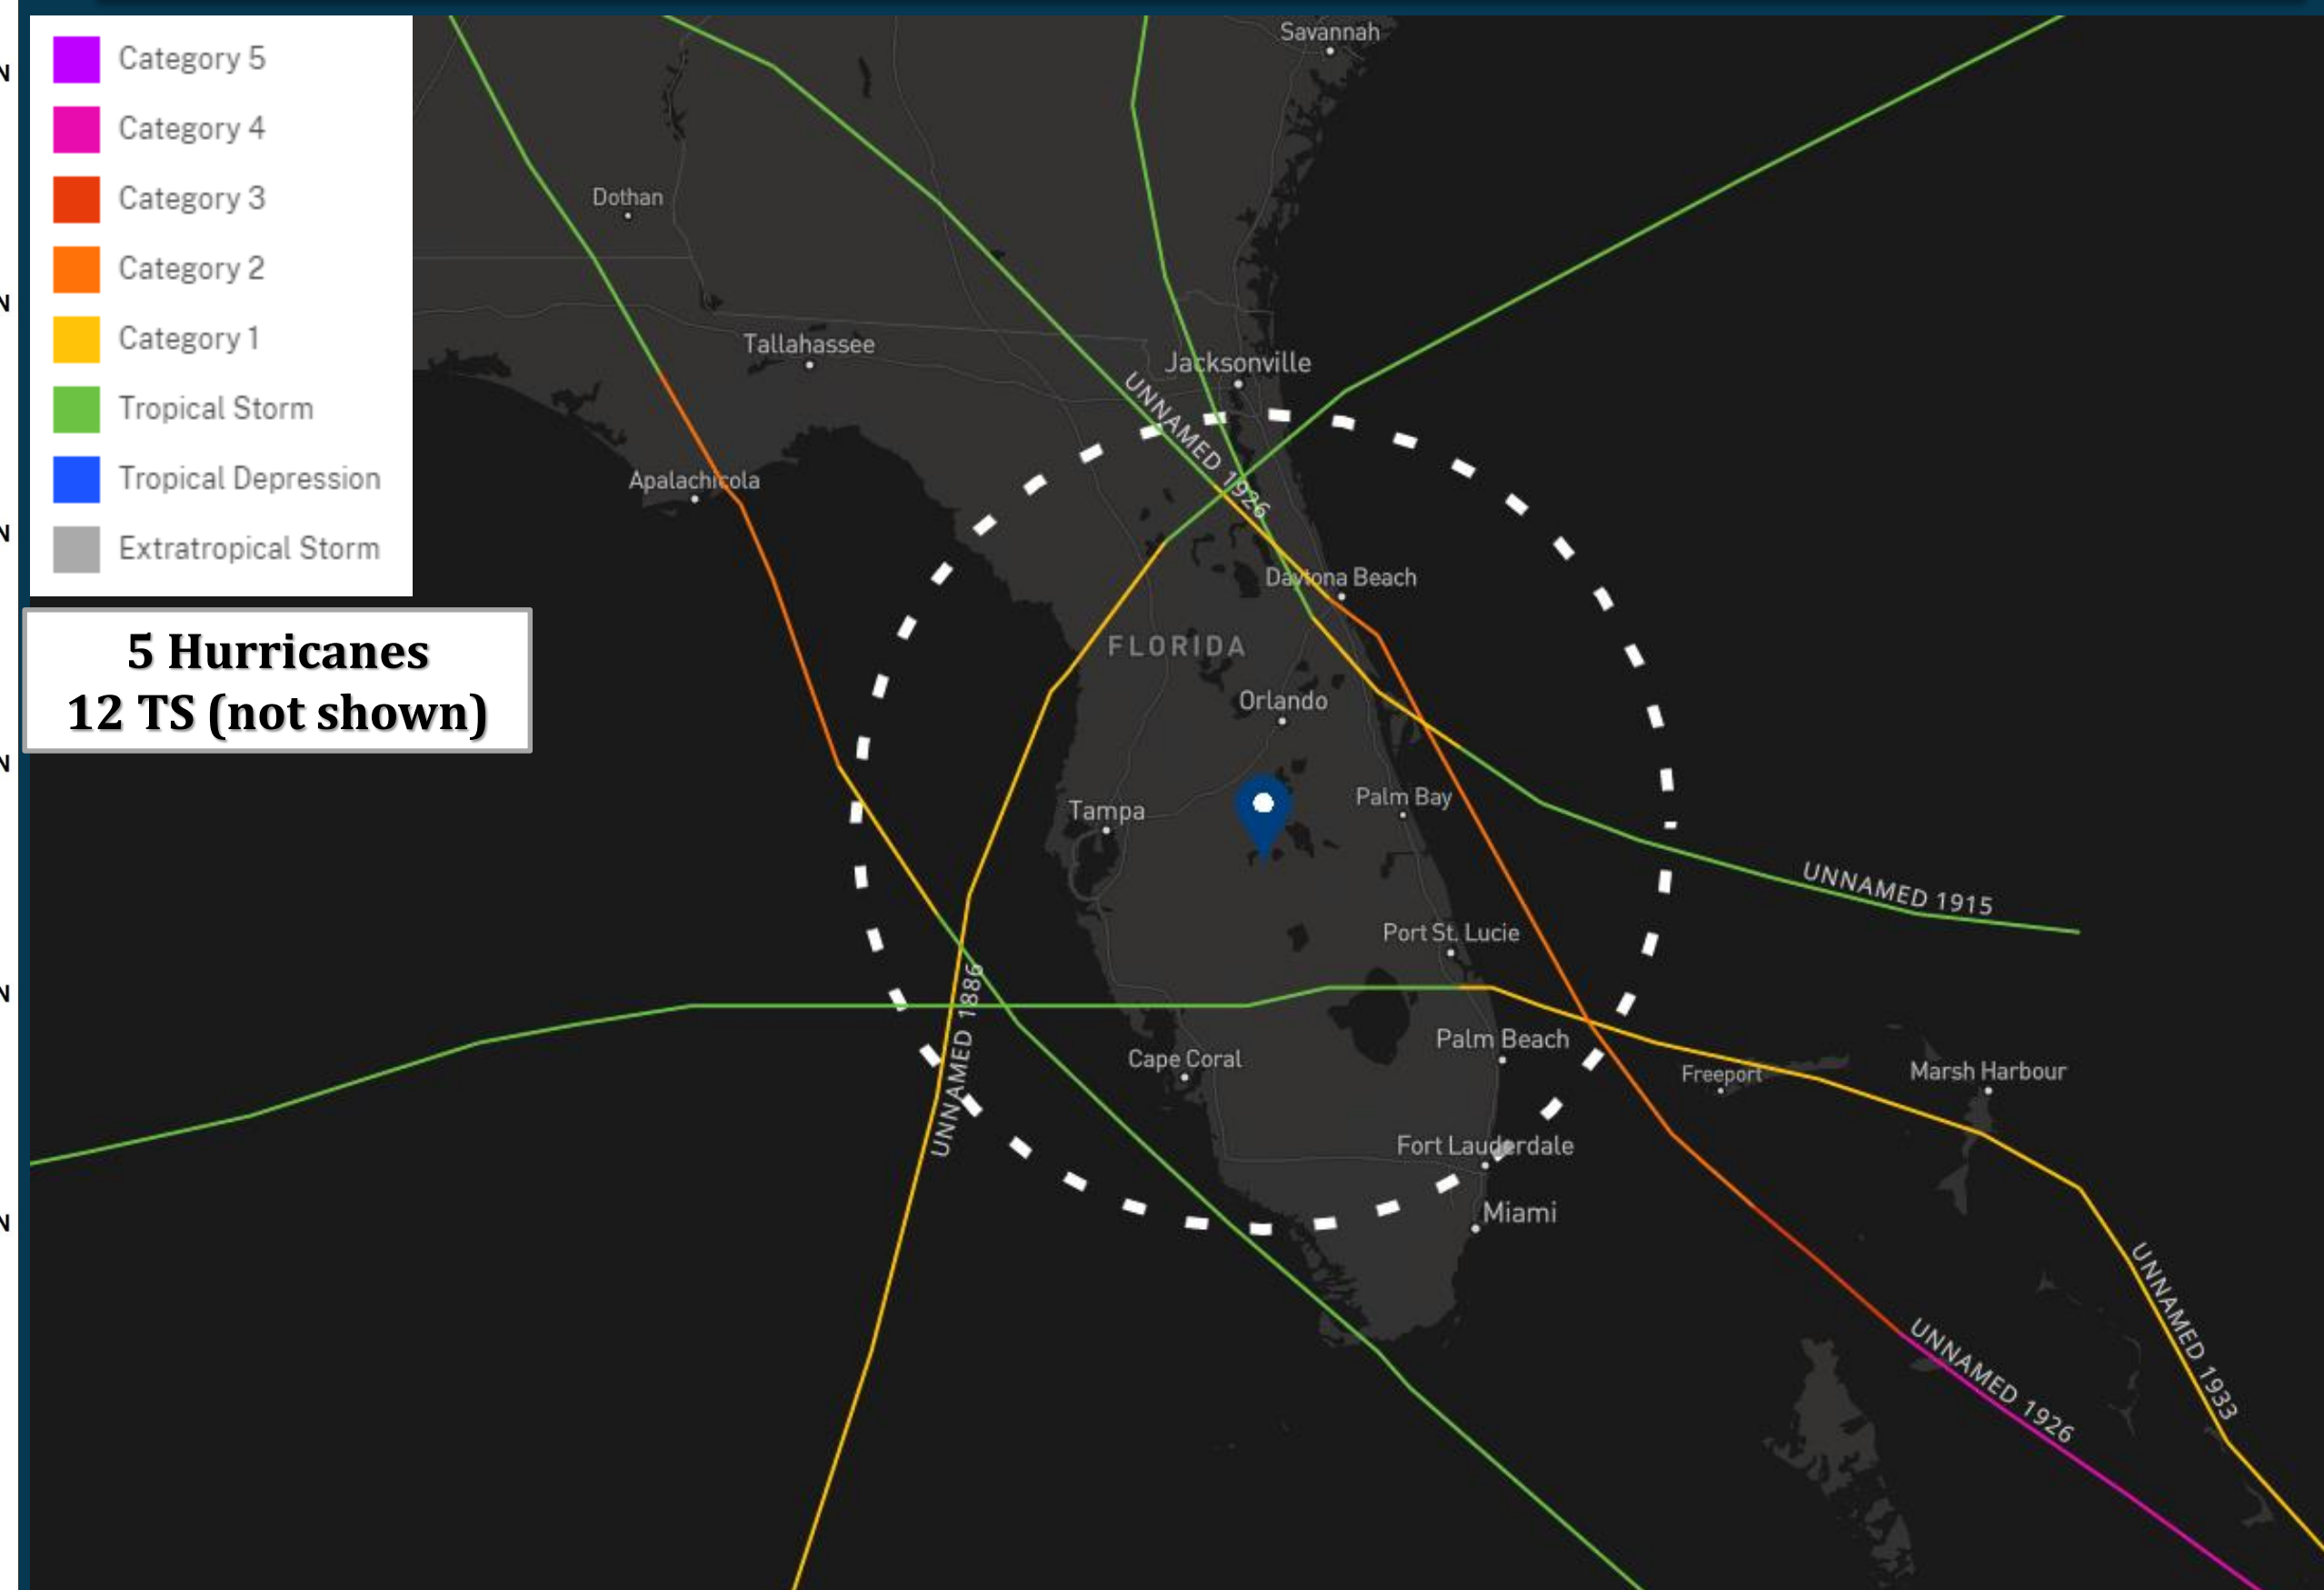 N
N
N
N
N
N
Category 5
Category 4
Category 3
Category 2
Category 1
Tropical Storm
Tropical Depression
Extratropical Storm
5 Hurricanes
12 TS (not shown)
Savannah
Dothan
Tallahassee
Jacksonville
UNNAMED 1926
Apalachicola
Daytona Beach
FLORIDA
Orlando
Tampa
Palm Bay
UNNAMED 1915
Port St. Lucie
UNNAMED 1886
Palm Beach
Cape Coral
Freeport
Marsh Harbour
Fort Lauderdale
Miami
UNNAMED 1933
UNNAMED 1926